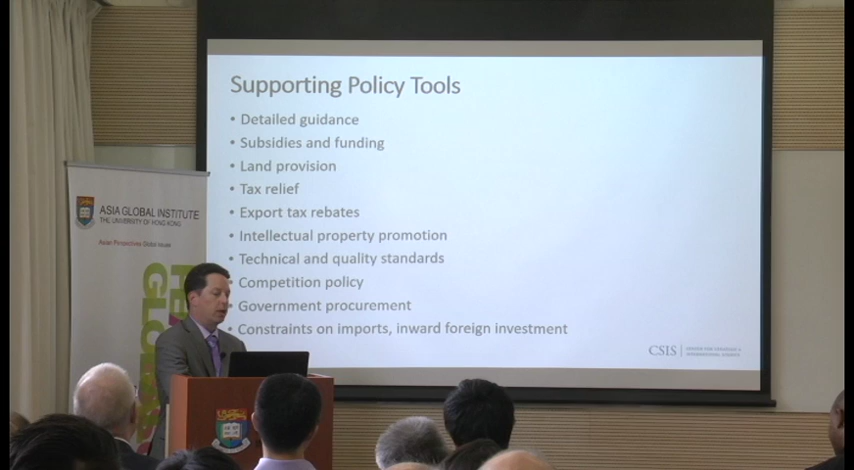 Supporting Policy Tools
• Detailed guidance
• Subsidies and funding
• Land provision
• Tax relief
• Export tax rebates
• Intellectual property promotion
• Technical and quality standards
• Competition policy
• Government procurement
• Constraints on imports, inward foreign investment
CSIS
ASIA GLOBAL INSTITUTE
THE UNIVERSITY OF HONG KONG
Asian Perspectives Global Issues